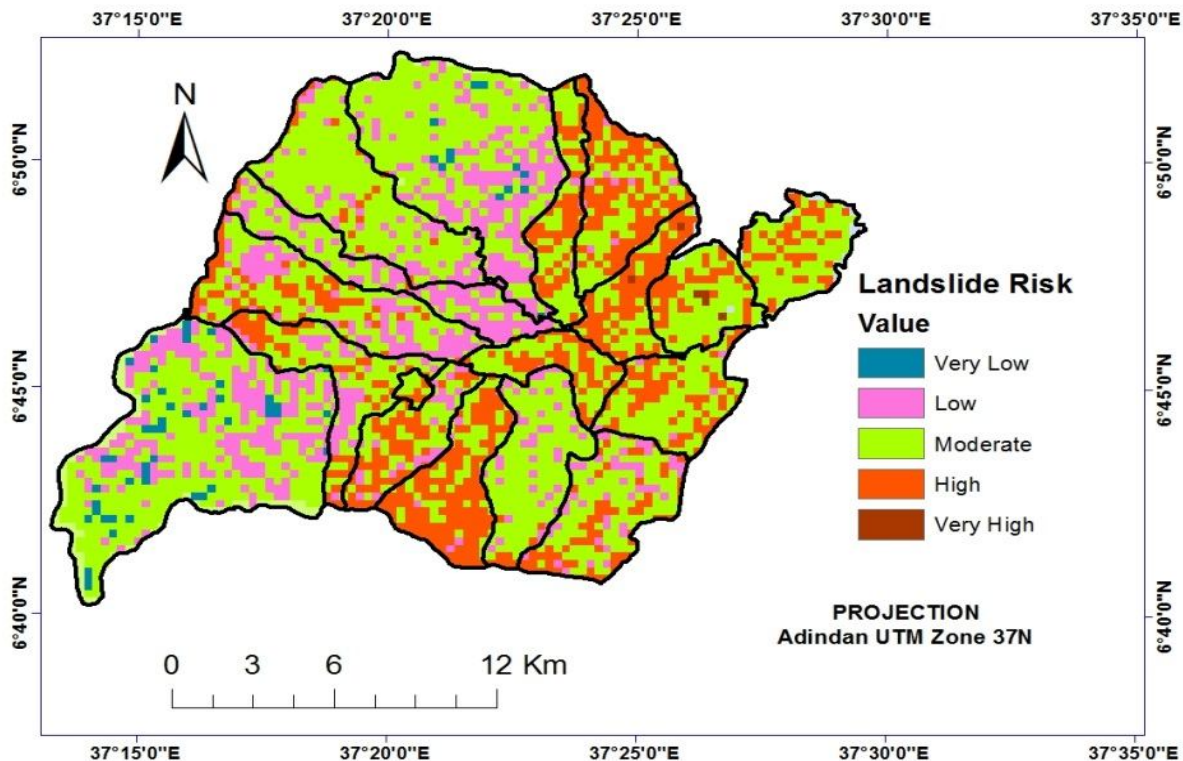 37°15'0"E 37°20'0"E 37°25'0"E 37°30'0"E 37°35'0"E
N
6°50'0"N 6°50'0"N
Landslide Risk
Value
Very Low
Low
Moderate
High
Very High
6°45'0"N 6°45'0"N
6°40'0"N 6°40'0"N
PROJECTION
Adindan UTM Zone 37N
0 3 6 12 Km
37°15'0"E 37°20'0"E 37°25'0"E 37°30'0"E 37°35'0"E